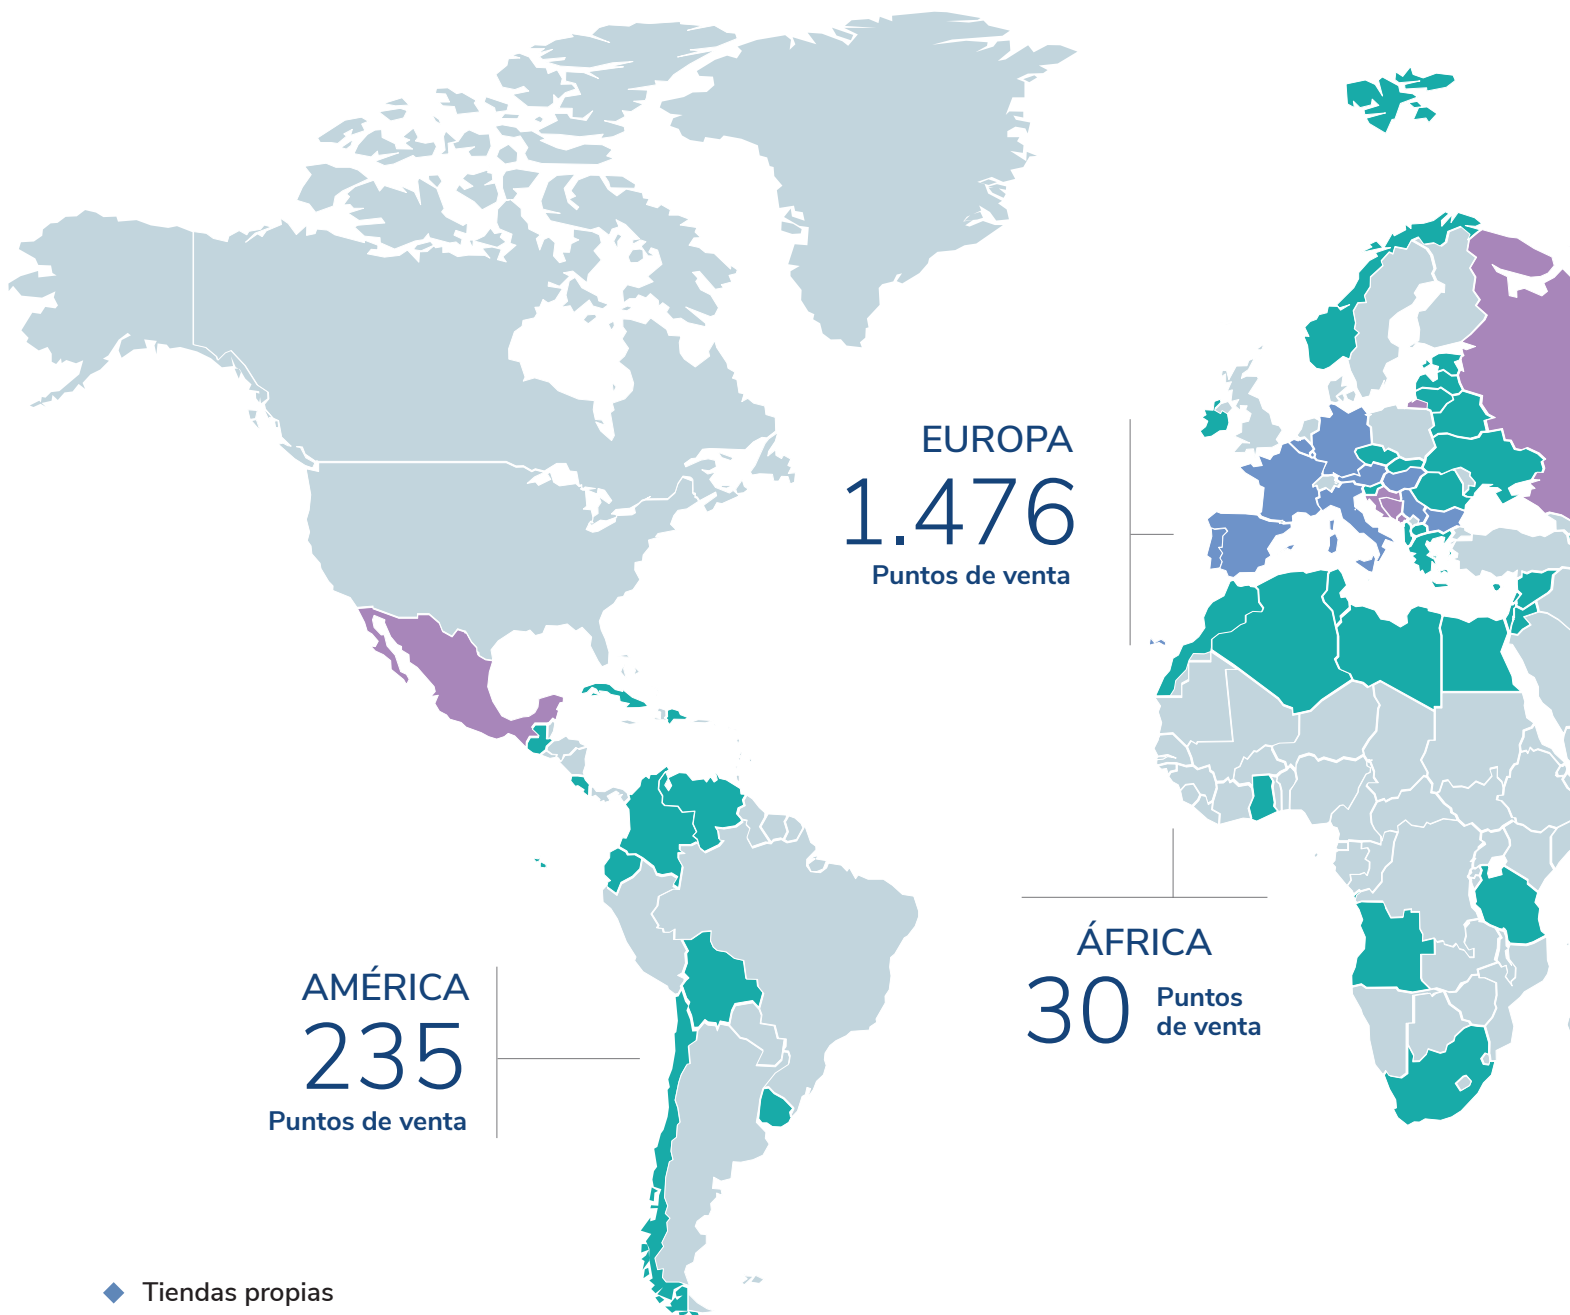 EUROPA
1.476
Puntos de venta
ÁFRICA
30
Puntos
de venta
AMÉRICA
235
Puntos de venta
Tiendas propias